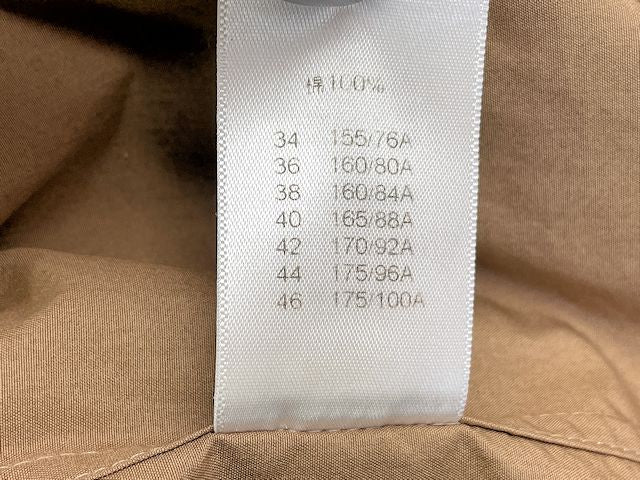 棉100%
34 155/76A
36 160/80A
38 160/84A
40 165/88A
42 170/92A
44 175/96A
46 175/100A